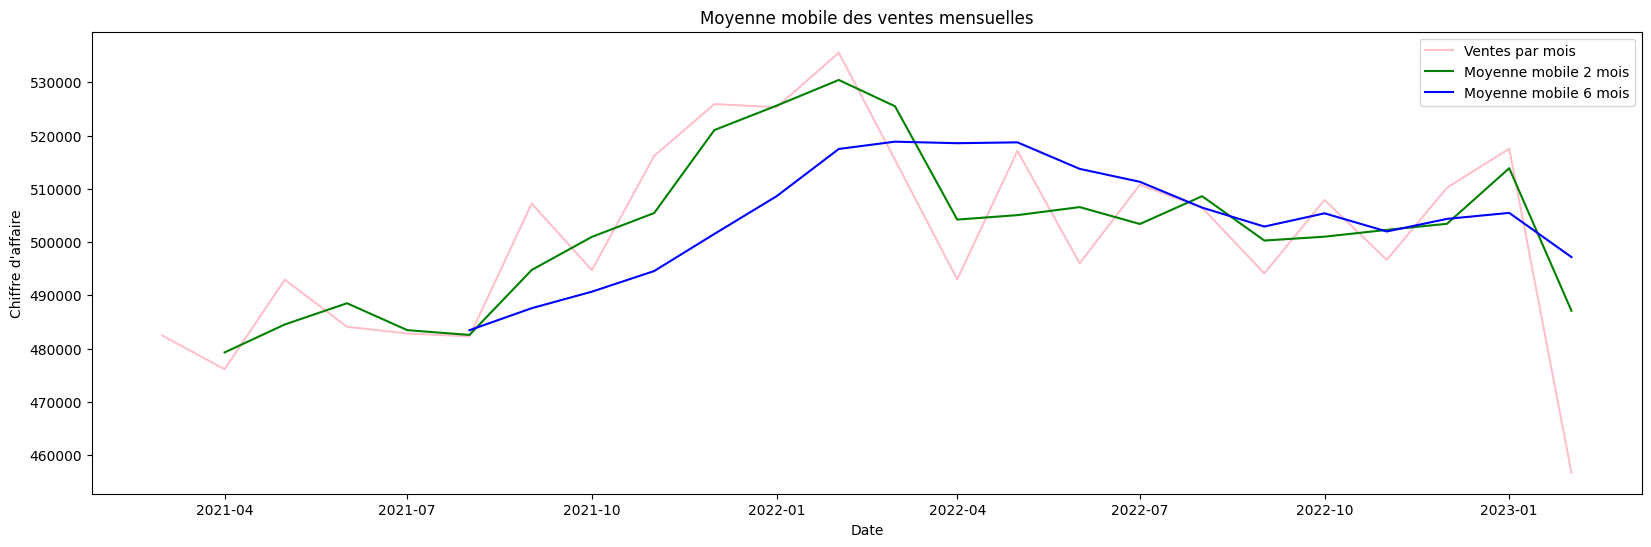 Moyenne mobile des ventes mensuelles
Ventes par mois
Moyenne mobile 2 mois
Moyenne mobile 6 mois
530000
520000
510000
500000
490000
480000
470000
460000
Chiffre d'affaire
2021-04
2021-07
2021-10
2022-01
2022-04
2022-07
2022-10
2023-01
Date